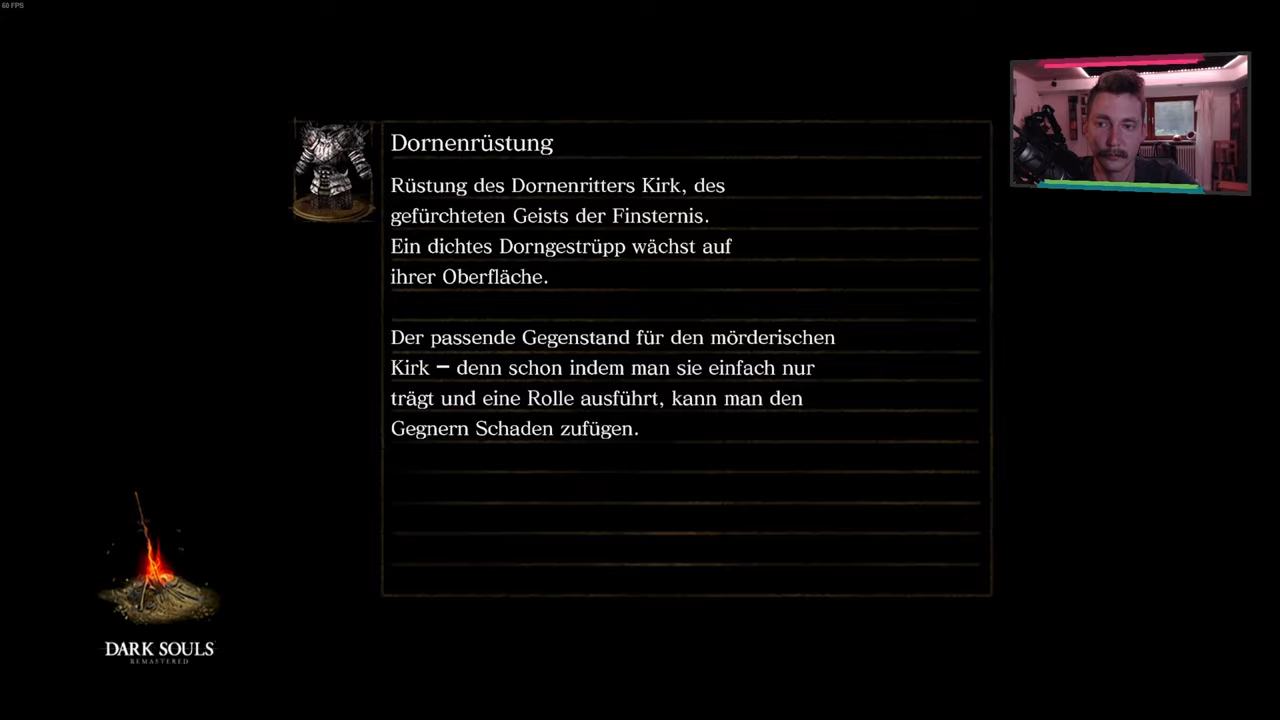 60 FPS
Dornenrüstung
Rüstung des Dornenritters Kirk, des
gefürchteten Geists der Finsternis.
Ein dichtes Dorngestrüpp wächst auf
ihrer Oberfläche.
Der passende Gegenstand für den mörderischen
Kirk – denn schon indem man sie einfach nur
trägt und eine Rolle ausführt, kann man den
Gegnern Schaden zufügen.
DARK SOULS
REMASTERED